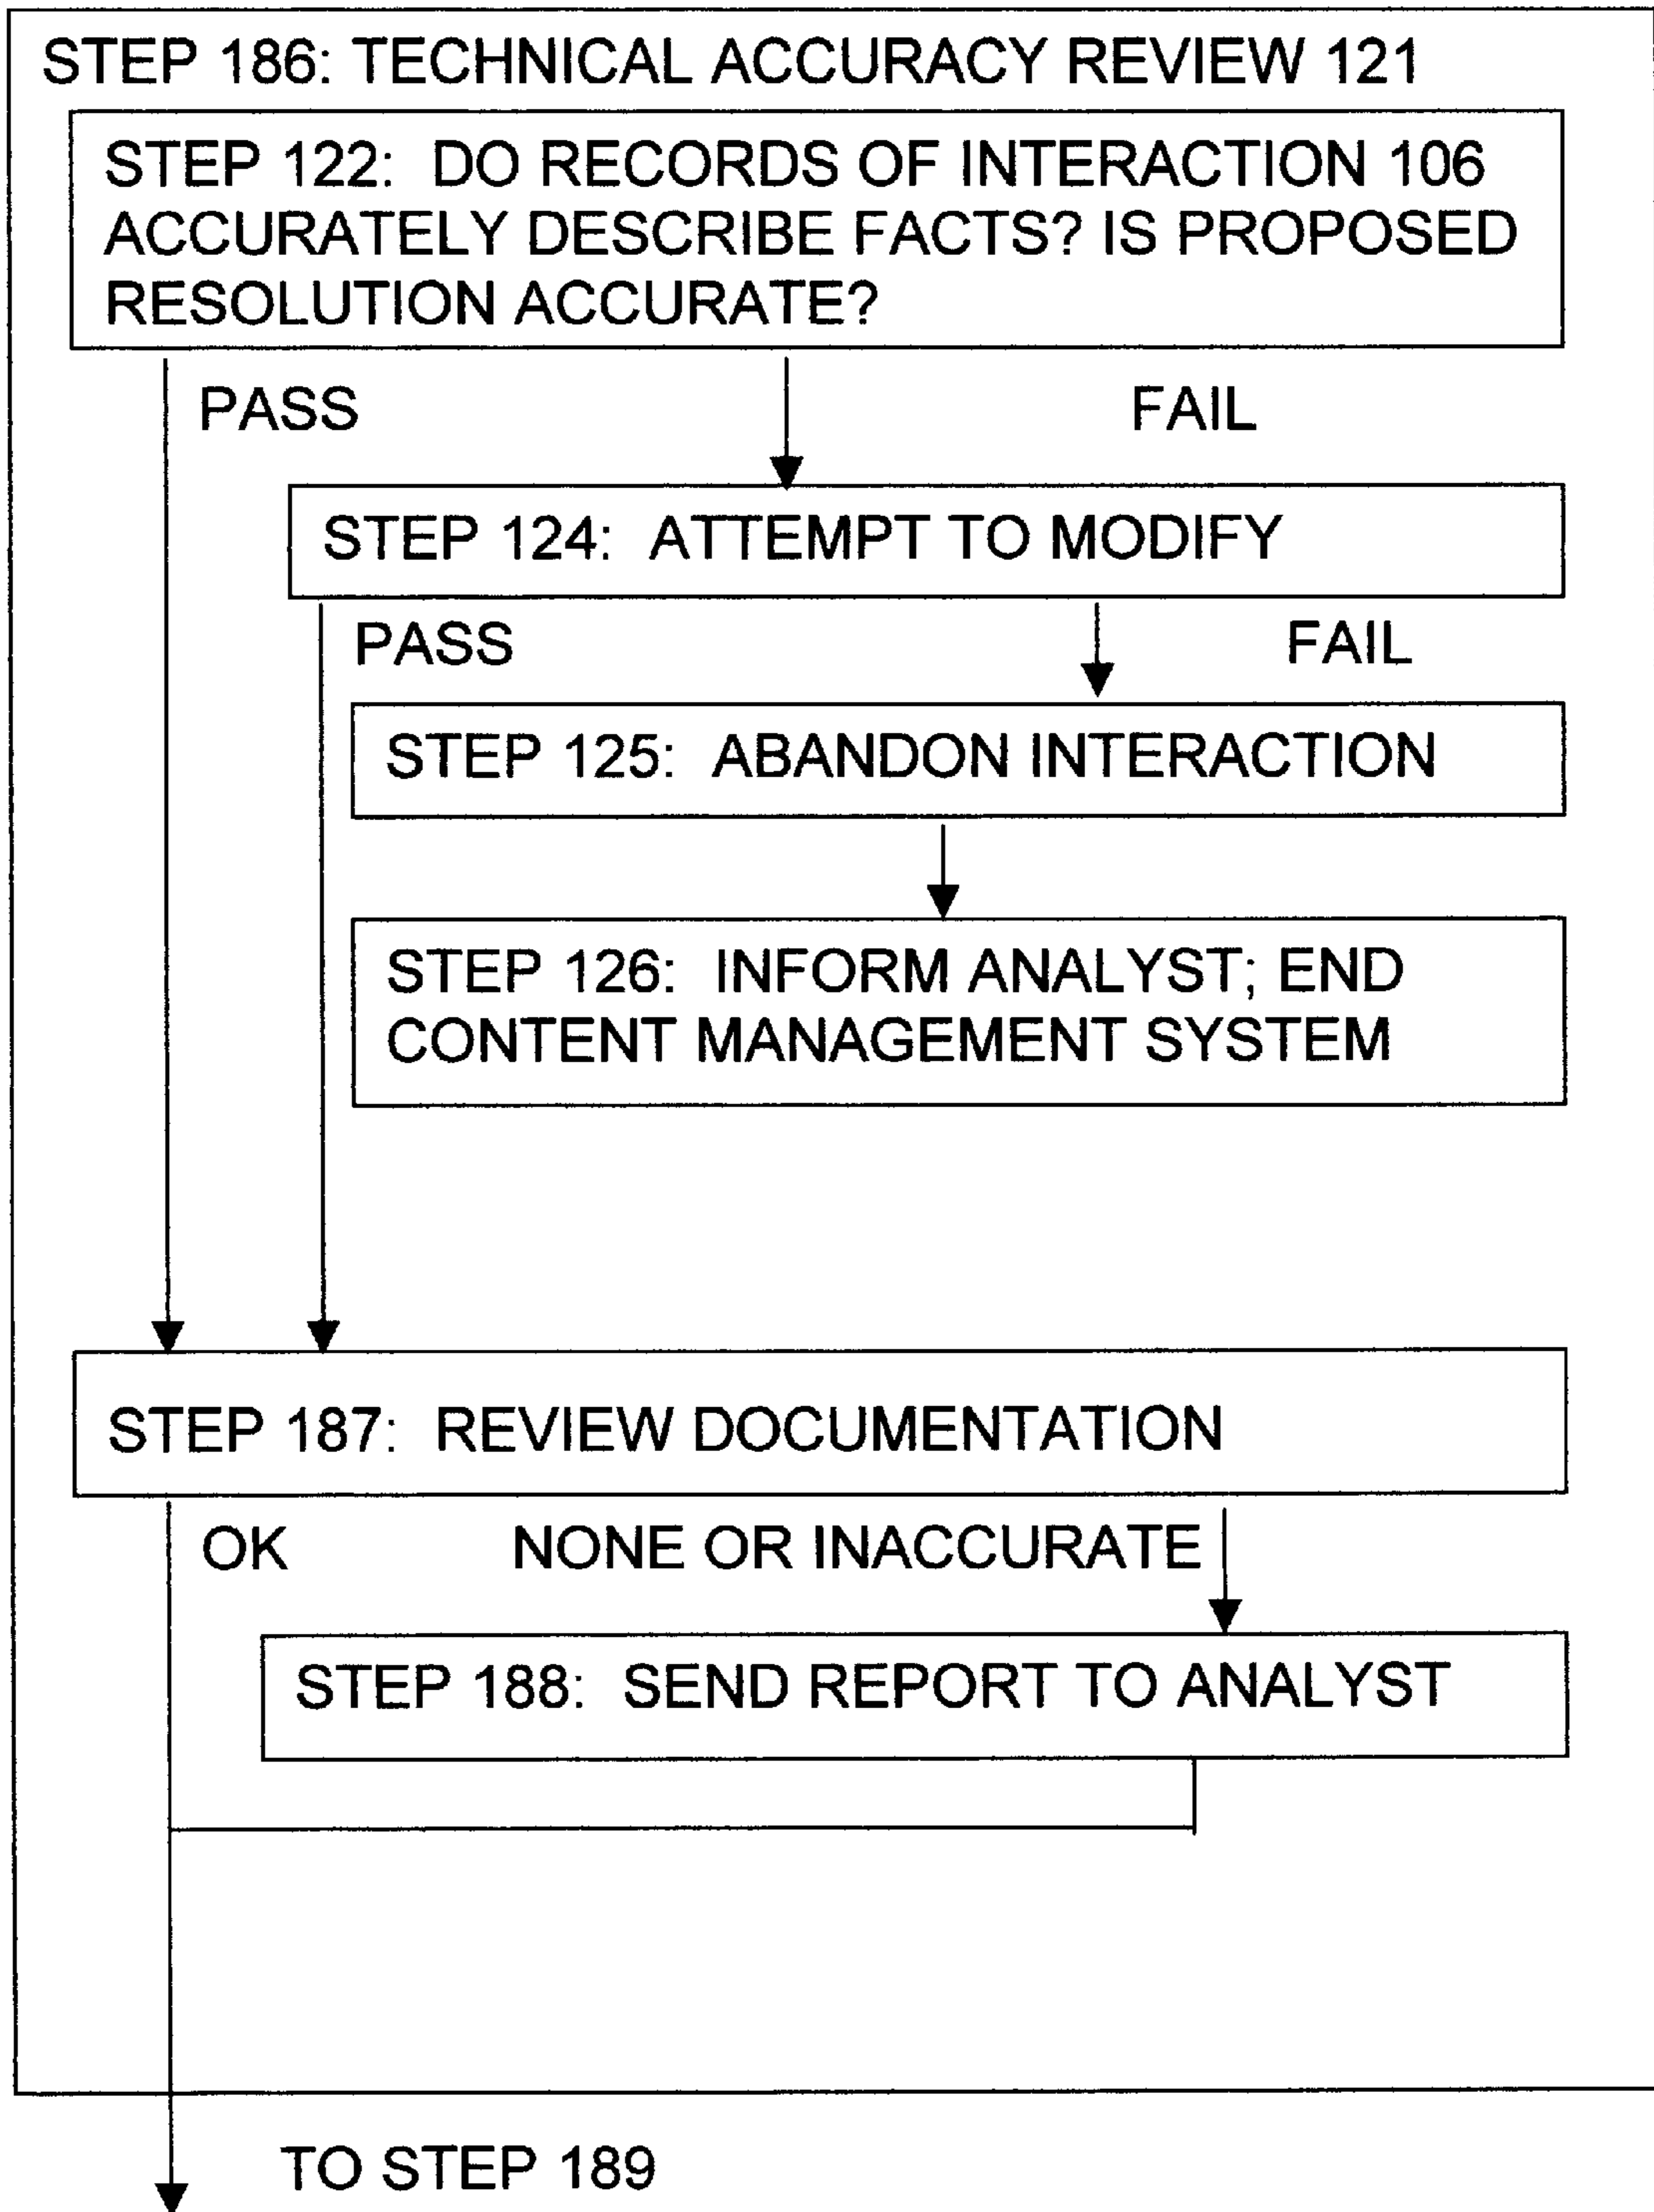 STEP 186: TECHNICAL ACCURACY REVIEW 121
STEP 122: DO RECORDS OF INTERACTION 106
ACCURATELY DESCRIBE FACTS? IS PROPOSED
RESOLUTION ACCURATE?
PASS
FAIL
STEP 124: ATTEMPT TO MODIFY
PASS
FAIL
STEP 125: ABANDON INTERACTION
STEP 126: INFORM ANALYST; END
CONTENT MANAGEMENT SYSTEM
STEP 187: REVIEW DOCUMENTATION
OK
NONE OR INACCURATE
STEP 188: SEND REPORT TO ANALYST
TO STEP 189